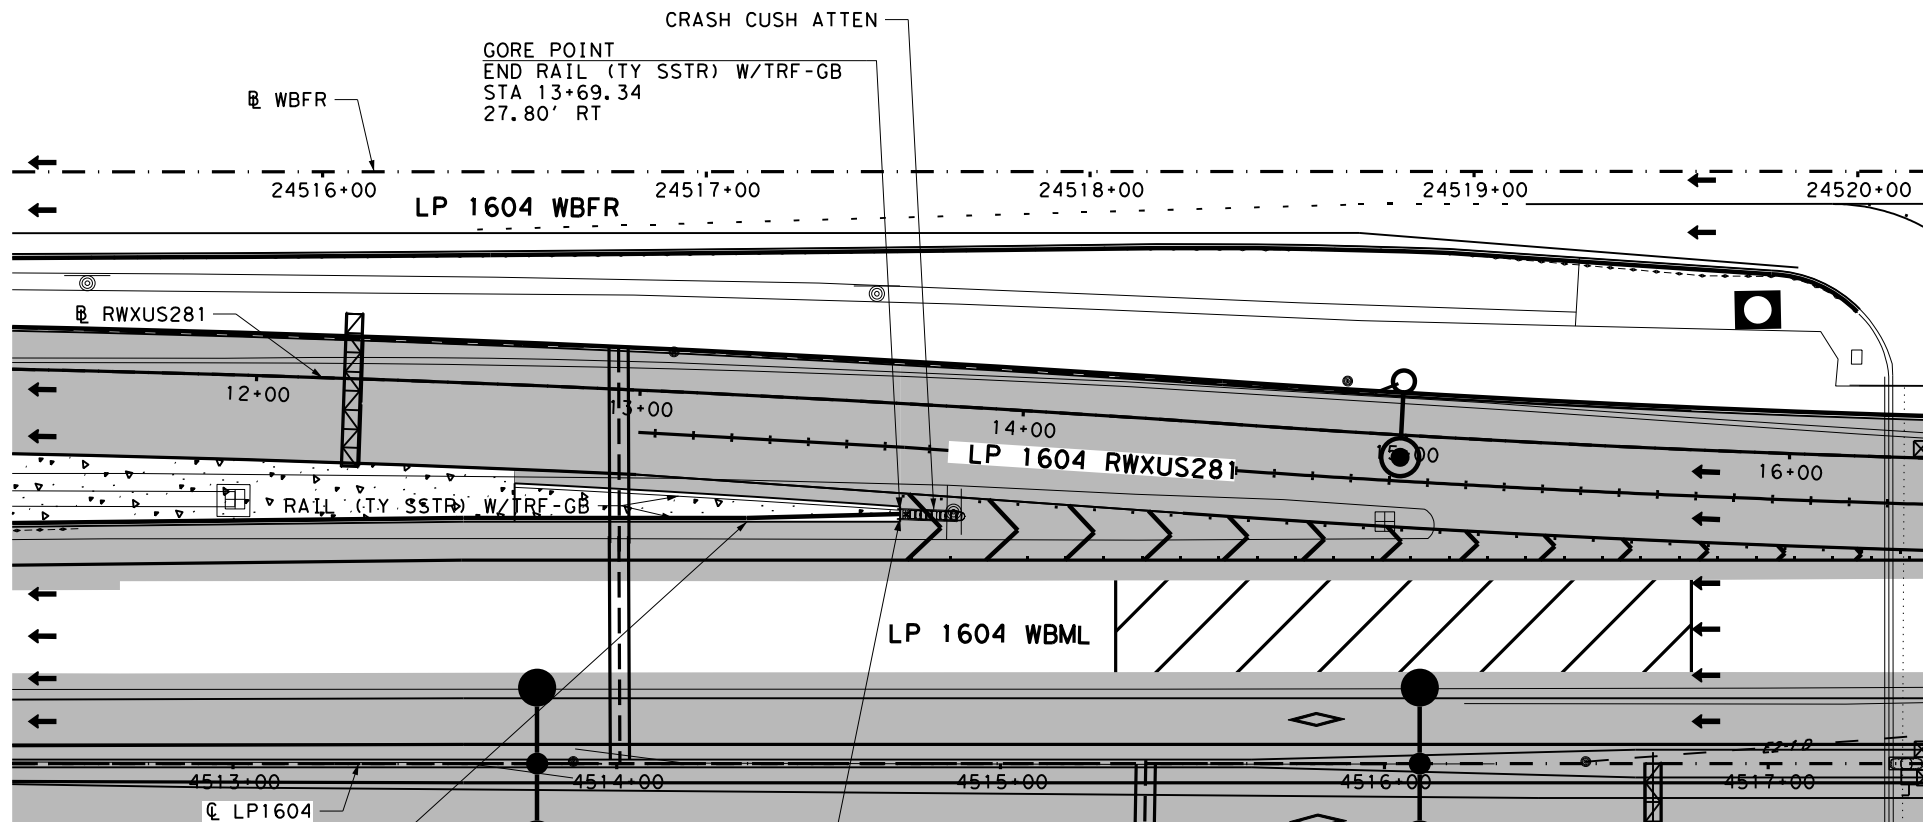 CRASH CUSH ATTEN
GORE POINT
END RAIL (TY SSTR) W/TRF-GB
STA 13+69.34
27.80' RT
℄ WBFR
24516+00 24517+00 24518+00 24519+00 24520+00
LP 1604 WBFR
RWXUS281
12+00 13+00 14+00 15+00 16+00
LP 1604 RWXUS281
RAIL (TY SSTR) W/TRF-GB
LP 1604 WBML
4513+00 4514+00 4515+00 4516+00 4517+00
℄ LP1604